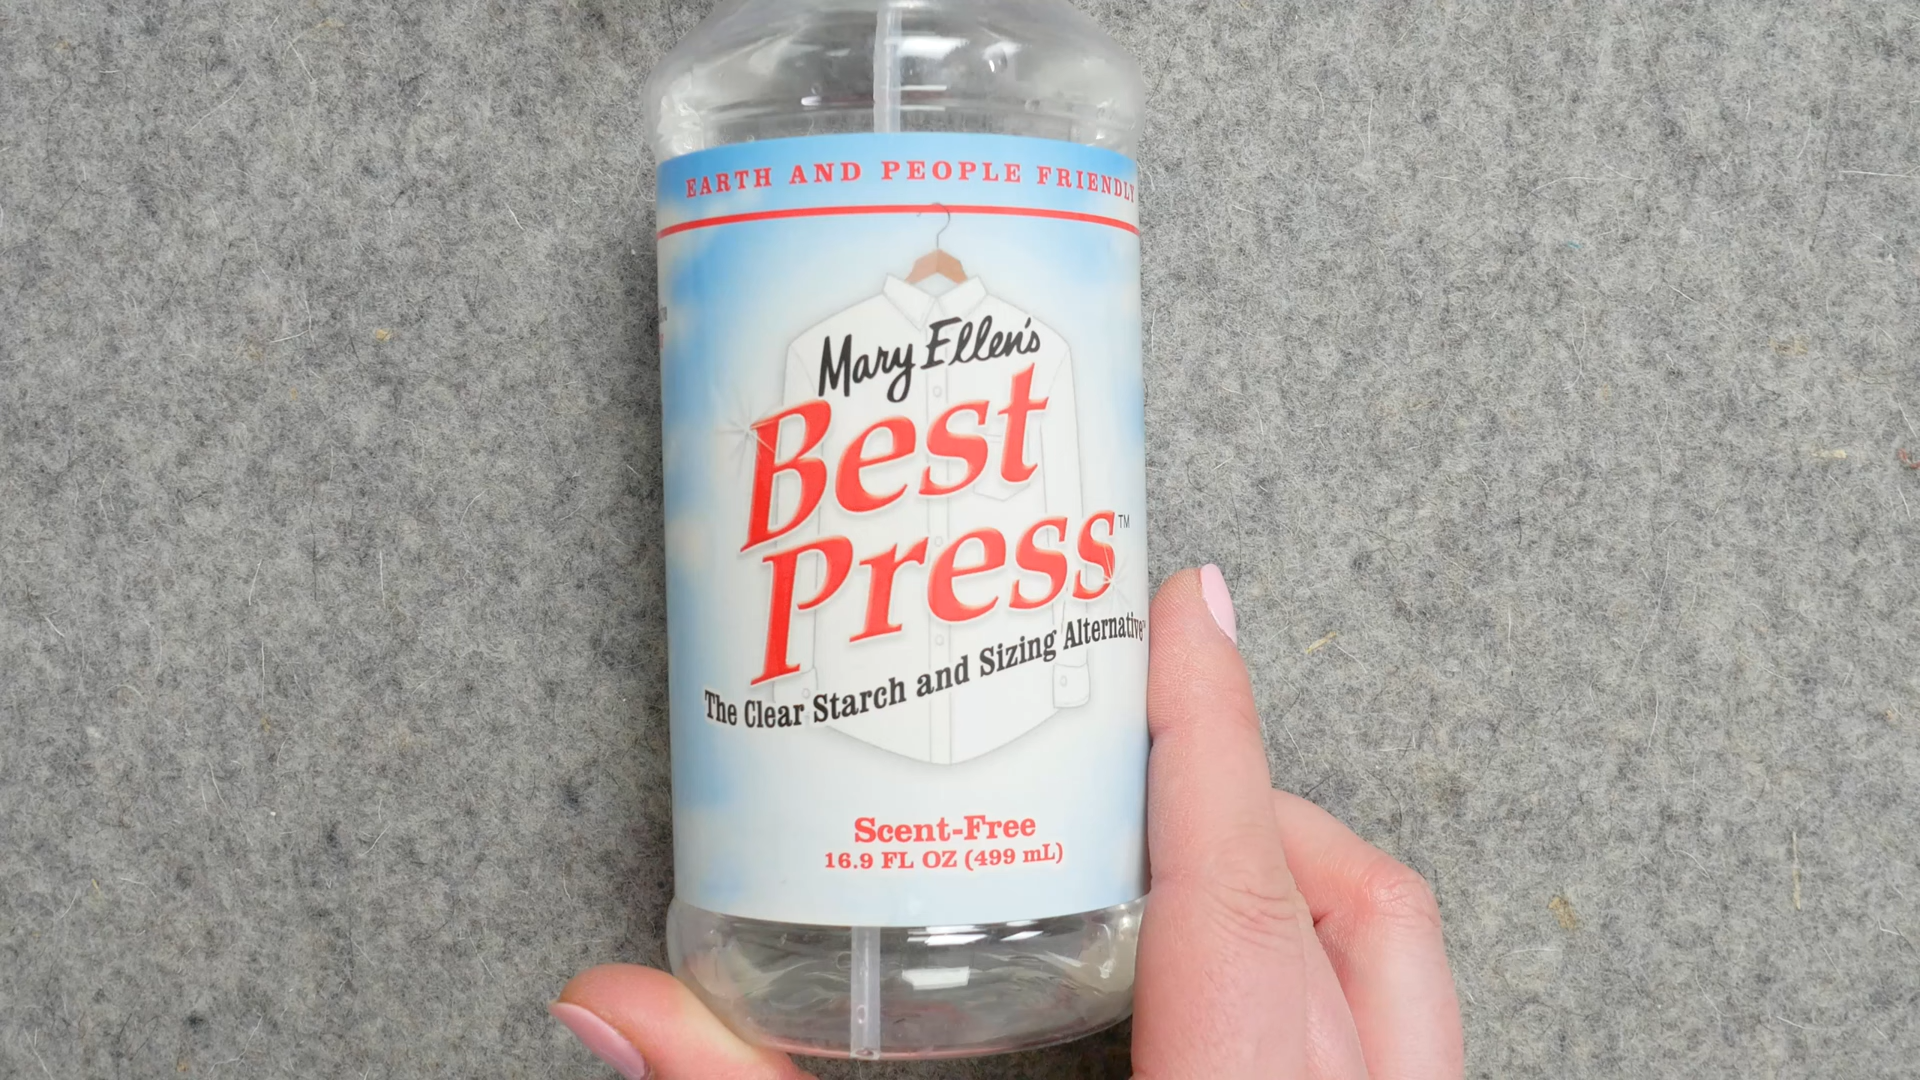 EARTH AND PEOPLE FRIENDLY
Mary Ellen's
Best
Press™
The Clear Starch and Sizing Alternative™
Scent-Free
16.9 FL OZ (499 mL)